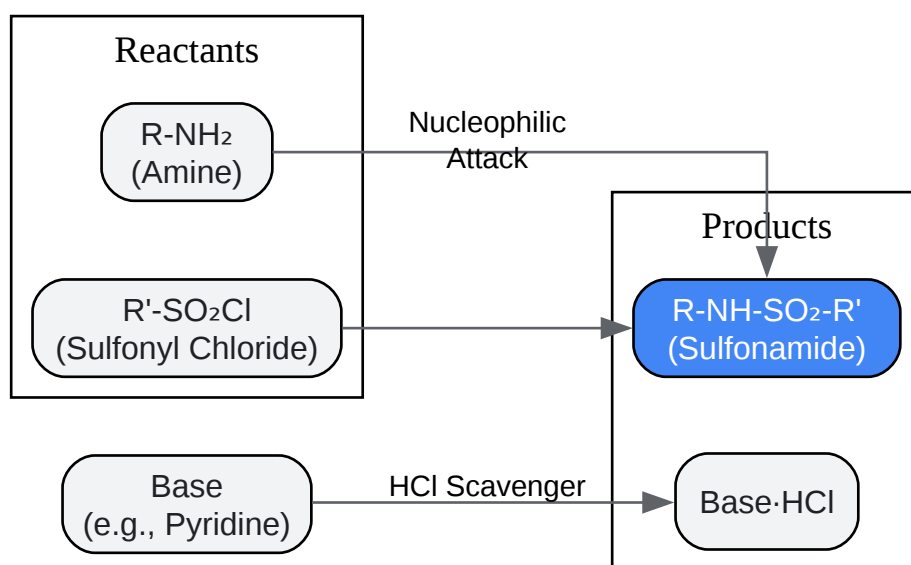 Reactants
R-NH₂
(Amine)
Nucleophilic
Attack
Products
R'-SO₂Cl
(Sulfonyl Chloride)
R-NH-SO₂-R'
(Sulfonamide)
Base
(e.g., Pyridine)
HCl Scavenger
Base·HCl